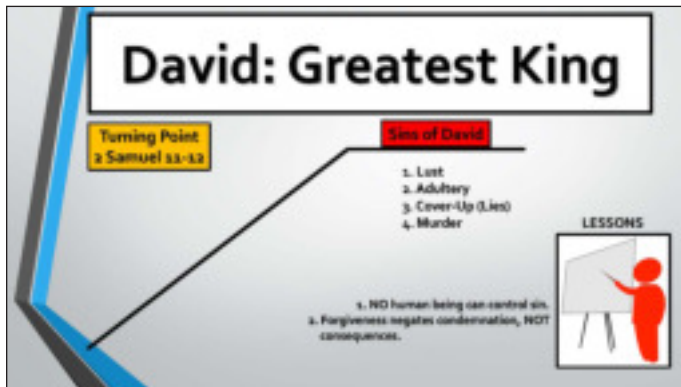 David: Greatest King
Turning Point
2 Samuel 11-12
Sins of David
1. Lust
2. Adultery
3. Cover-Up (Lies)
4. Murder
LESSONS
1. NO human being can control sin.
2. Forgiveness negates condemnation, NOT
consequences.